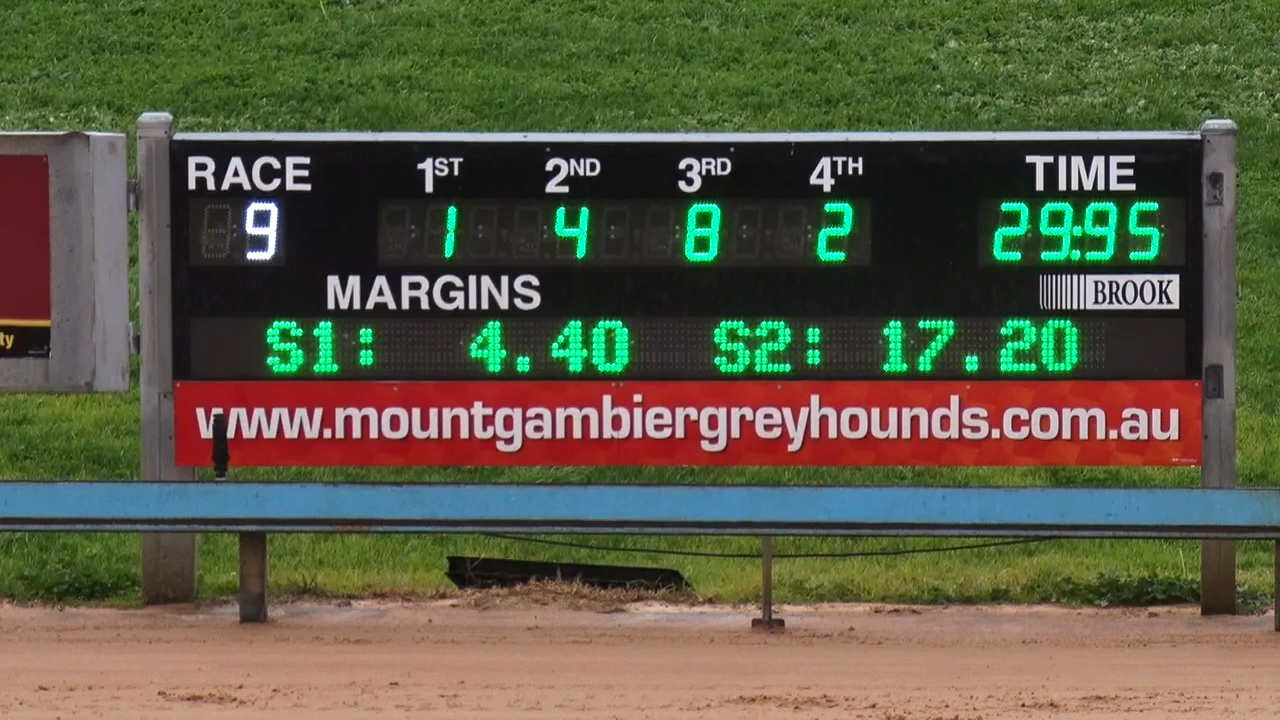 RACE 1ST 2ND 3RD 4TH TIME
9 1 4 8 2 29:95
MARGINS BROOK
S1: 4.40 S2: 17.20
www.mountgambiergreyhounds.com.au
ty